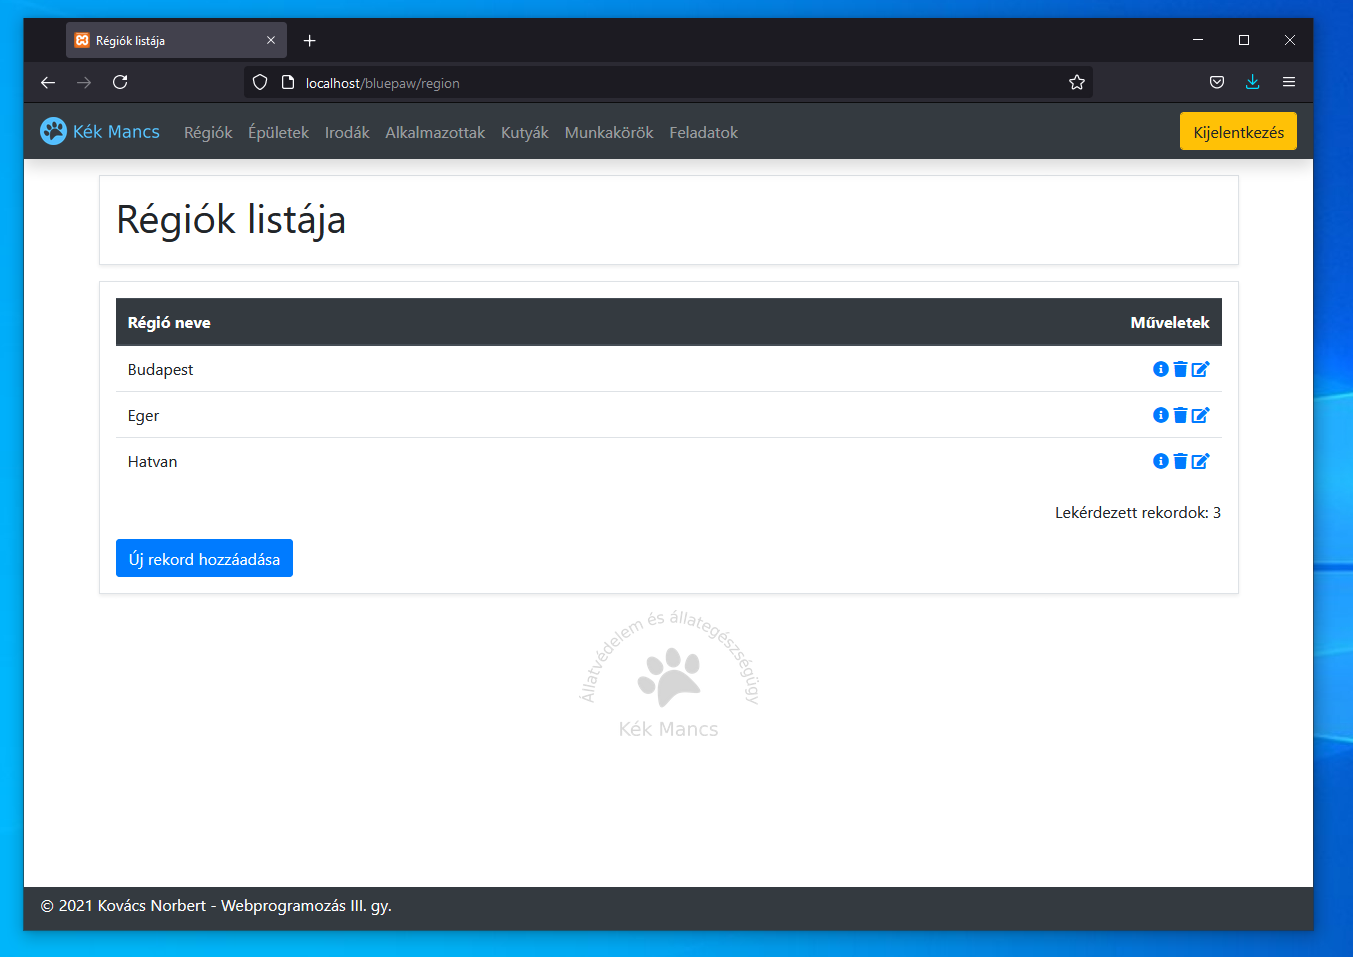 Régiók listája
localhost/bluepaw/region
Kék Mancs Régiók Épületek Irodák Alkalmazottak Kutyák Munkakörök Feladatok Kijelentkezés
Régiók listája
Régió neve Műveletek
Budapest
Eger
Hatvan
Lekérdezett rekordok: 3
Új rekord hozzáadása
Állatvédelem és állategészségügy
Kék Mancs
© 2021 Kovács Norbert - Webprogramozás III. gy.